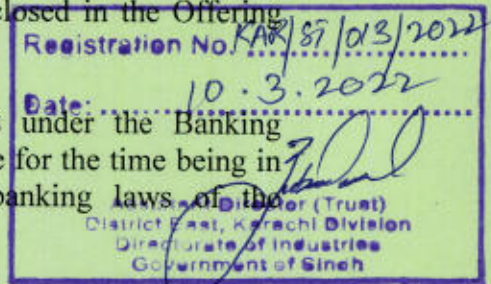 closed in the Offering
Registration No. KAR/ST/013/2022
Date: 10.3.2022
under the Banking
for the time being in
banking laws of the
Director (Trust)
District East, Karachi Division
Directorate of Industries
Government of Sindh